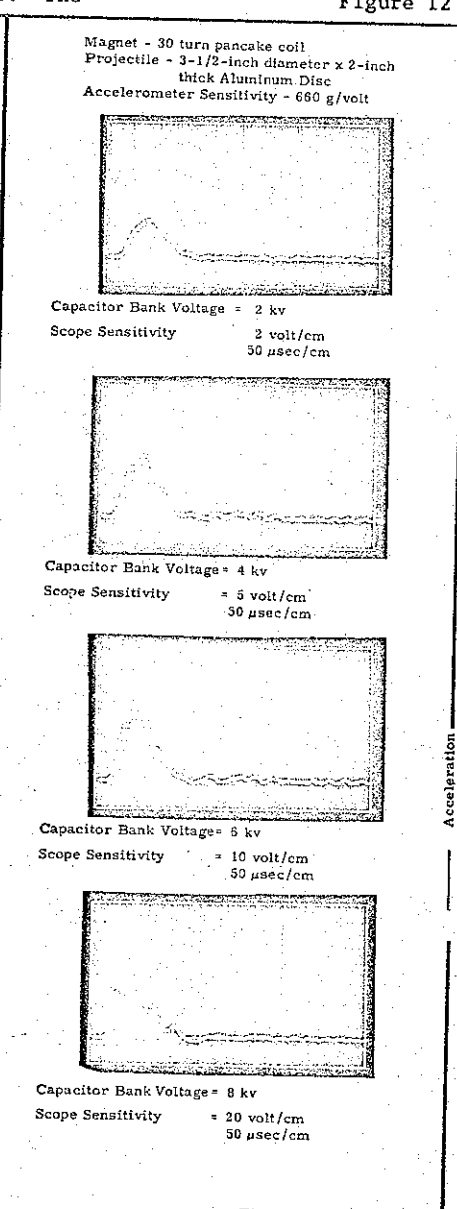 Figure 12
Magnet - 30 turn pancake coil
Projectile - 3-1/2-inch diameter x 2-inch
thick Aluminum Disc
Accelerometer Sensitivity - 660 g/volt
Capacitor Bank Voltage = 2 kv
Scope Sensitivity 2 volt/cm
50 μsec/cm
Capacitor Bank Voltage = 4 kv
Scope Sensitivity = 5 volt/cm
50 μsec/cm
Capacitor Bank Voltage = 6 kv
Scope Sensitivity = 10 volt/cm
50 μsec/cm
Capacitor Bank Voltage = 8 kv
Scope Sensitivity = 20 volt/cm
50 μsec/cm
Acceleration